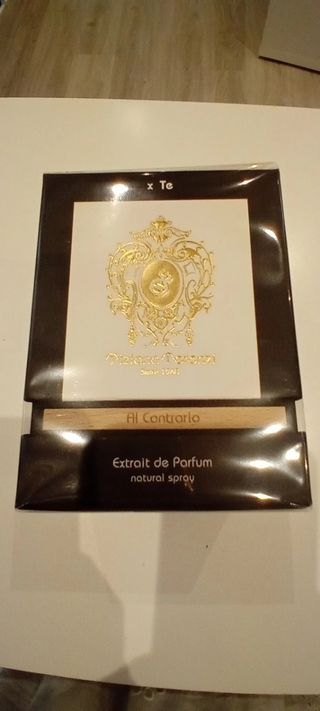 x Te
Tiziana Terenzi
Al Contrario
Extrait de Parfum
natural spray